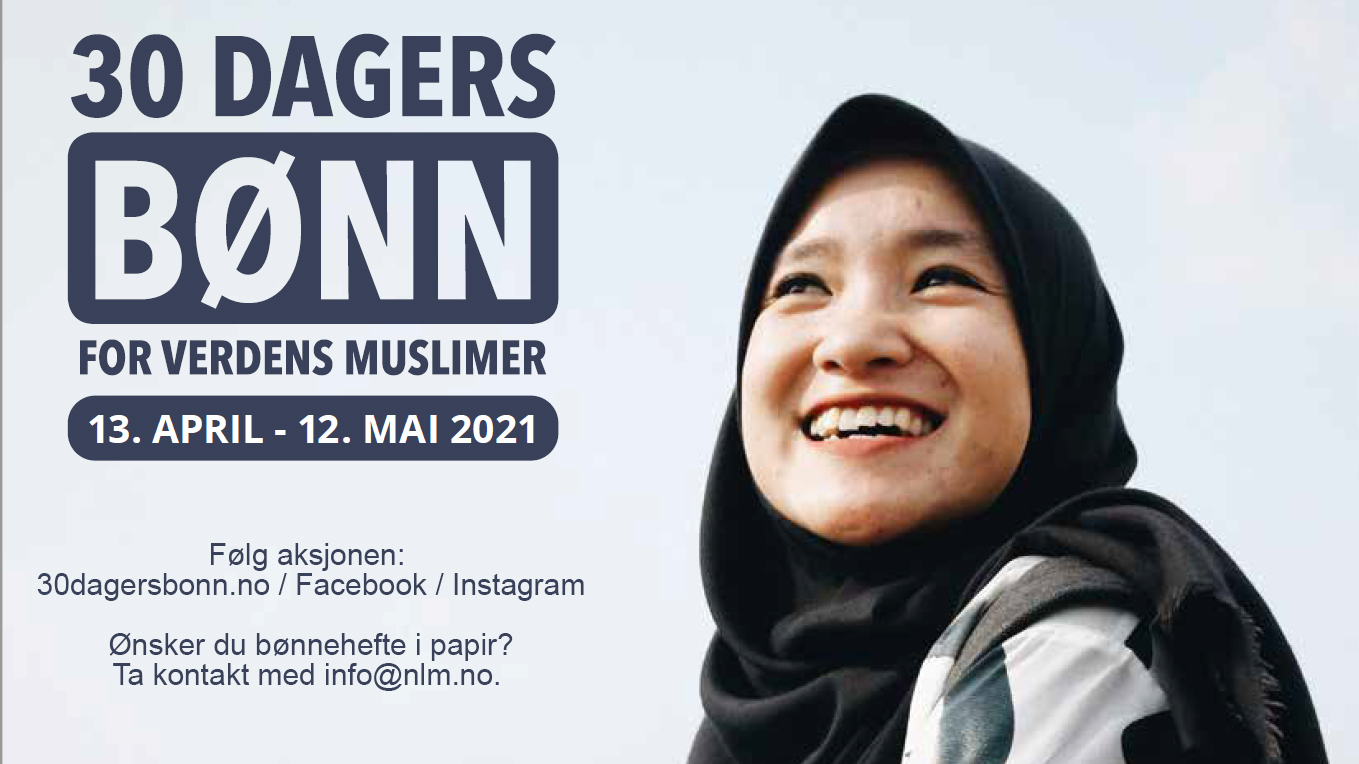 30 DAGERS
BØNN
FOR VERDENS MUSLIMER
13. APRIL - 12. MAI 2021
Følg aksjonen:
30dagersbonn.no / Facebook / Instagram
Ønsker du bønnehefte i papir?
Ta kontakt med info@nlm.no.